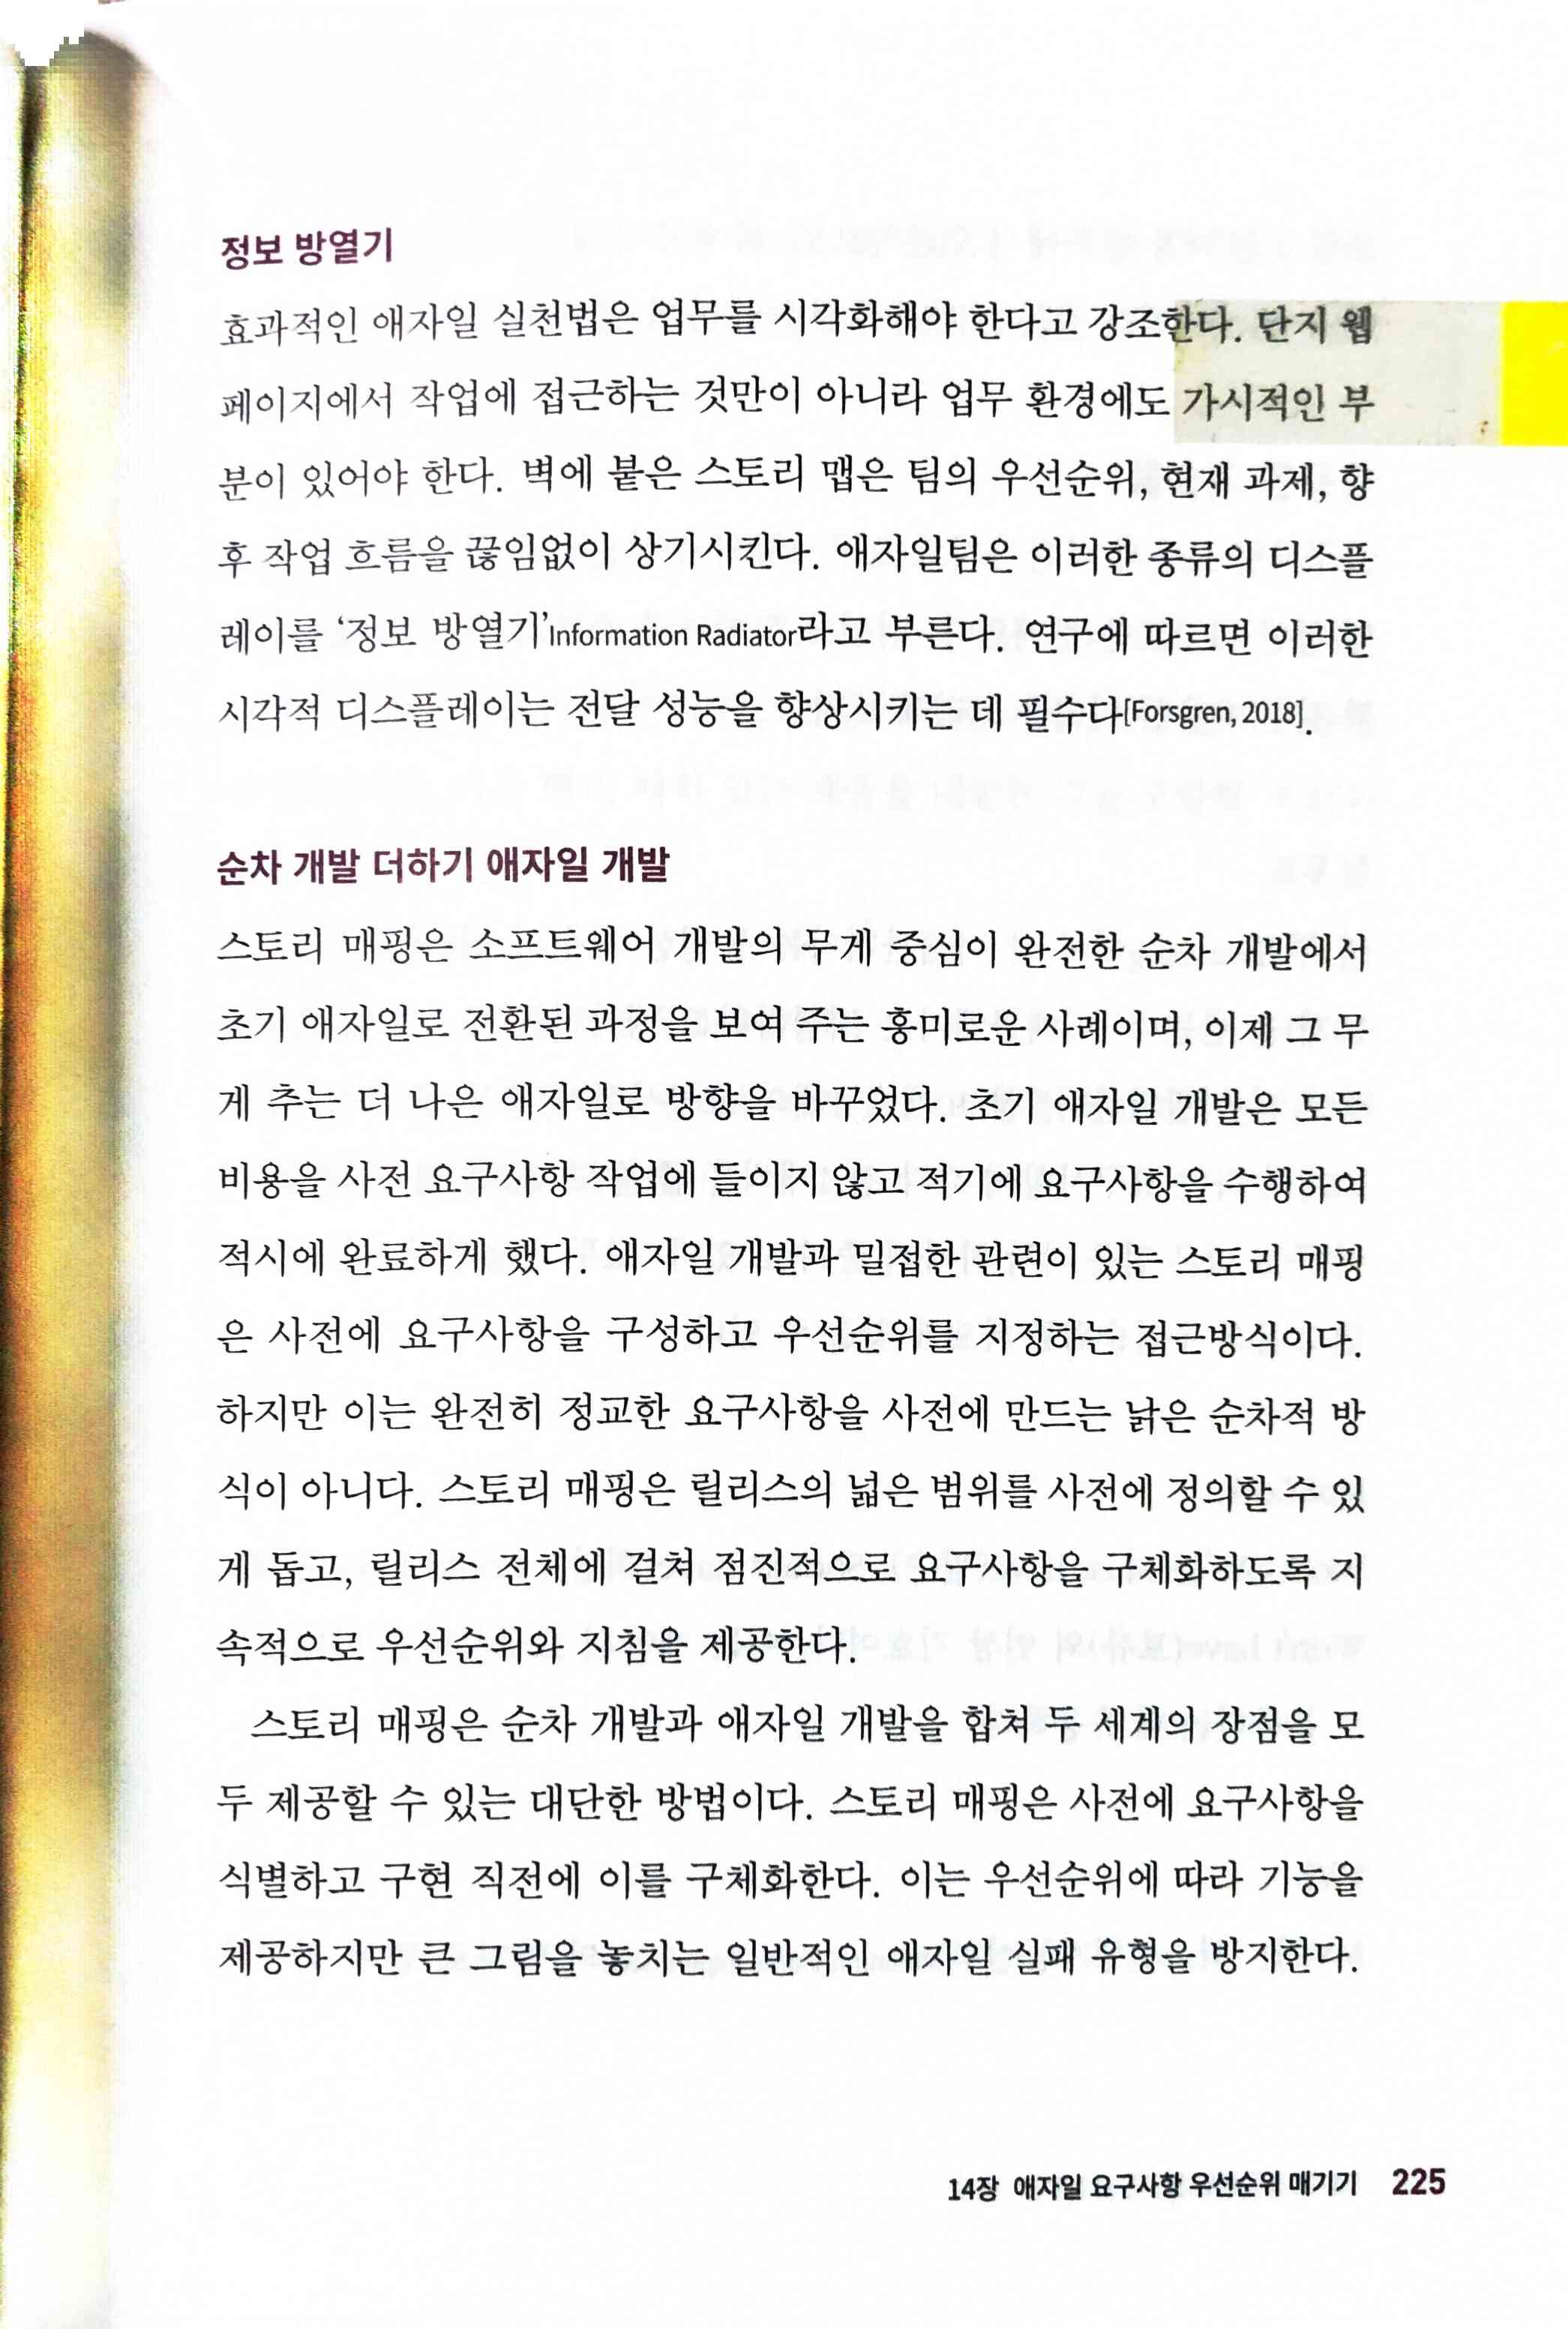 정보 방열기
효과적인 애자일 실천법은 업무를 시각화해야 한다고 강조한다. 단지 웹
페이지에서 작업에 접근하는 것만이 아니라 업무 환경에도 가시적인 부
분이 있어야 한다. 벽에 붙은 스토리 맵은 팀의 우선순위, 현재 과제, 향
후 작업 흐름을 끊임없이 상기시킨다. 애자일팀은 이러한 종류의 디스플
레이를 ‘정보 방열기’Information Radiator라고 부른다. 연구에 따르면 이러한
시각적 디스플레이는 전달 성능을 향상시키는 데 필수다[Forsgren, 2018].
순차 개발 더하기 애자일 개발
스토리 매핑은 소프트웨어 개발의 무게 중심이 완전한 순차 개발에서
초기 애자일로 전환된 과정을 보여 주는 흥미로운 사례이며, 이제 그 무
게 추는 더 나은 애자일로 방향을 바꾸었다. 초기 애자일 개발은 모든
비용을 사전 요구사항 작업에 들이지 않고 적기에 요구사항을 수행하여
적시에 완료하게 했다. 애자일 개발과 밀접한 관련이 있는 스토리 매핑
은 사전에 요구사항을 구성하고 우선순위를 지정하는 접근방식이다.
하지만 이는 완전히 정교한 요구사항을 사전에 만드는 낡은 순차적 방
식이 아니다. 스토리 매핑은 릴리스의 넓은 범위를 사전에 정의할 수 있
게 돕고, 릴리스 전체에 걸쳐 점진적으로 요구사항을 구체화하도록 지
속적으로 우선순위와 지침을 제공한다.
스토리 매핑은 순차 개발과 애자일 개발을 합쳐 두 세계의 장점을 모
두 제공할 수 있는 대단한 방법이다. 스토리 매핑은 사전에 요구사항을
식별하고 구현 직전에 이를 구체화한다. 이는 우선순위에 따라 기능을
제공하지만 큰 그림을 놓치는 일반적인 애자일 실패 유형을 방지한다.
14장 애자일 요구사항 우선순위 매기기 225